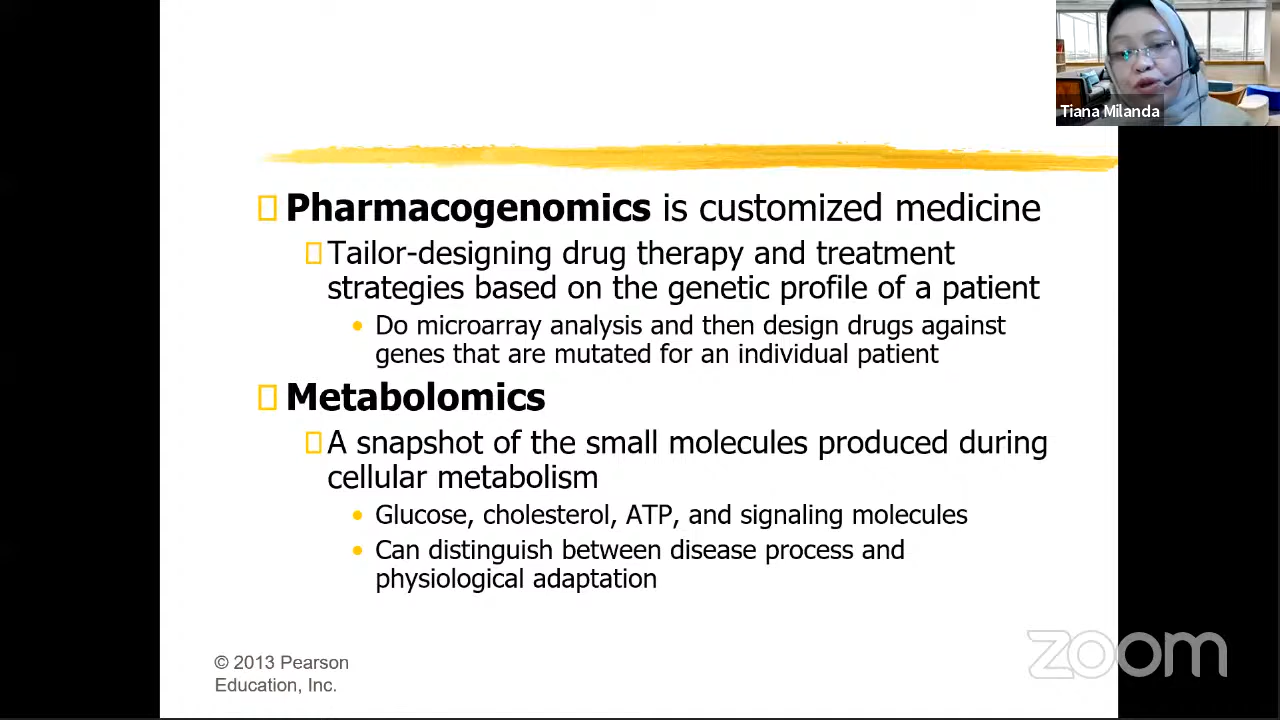 Tiana Milanda
Pharmacogenomics is customized medicine
Tailor-designing drug therapy and treatment
strategies based on the genetic profile of a patient
Do microarray analysis and then design drugs against
genes that are mutated for an individual patient
Metabolomics
A snapshot of the small molecules produced during
cellular metabolism
Glucose, cholesterol, ATP, and signaling molecules
Can distinguish between disease process and
physiological adaptation
© 2013 Pearson
Education, Inc.
zoom